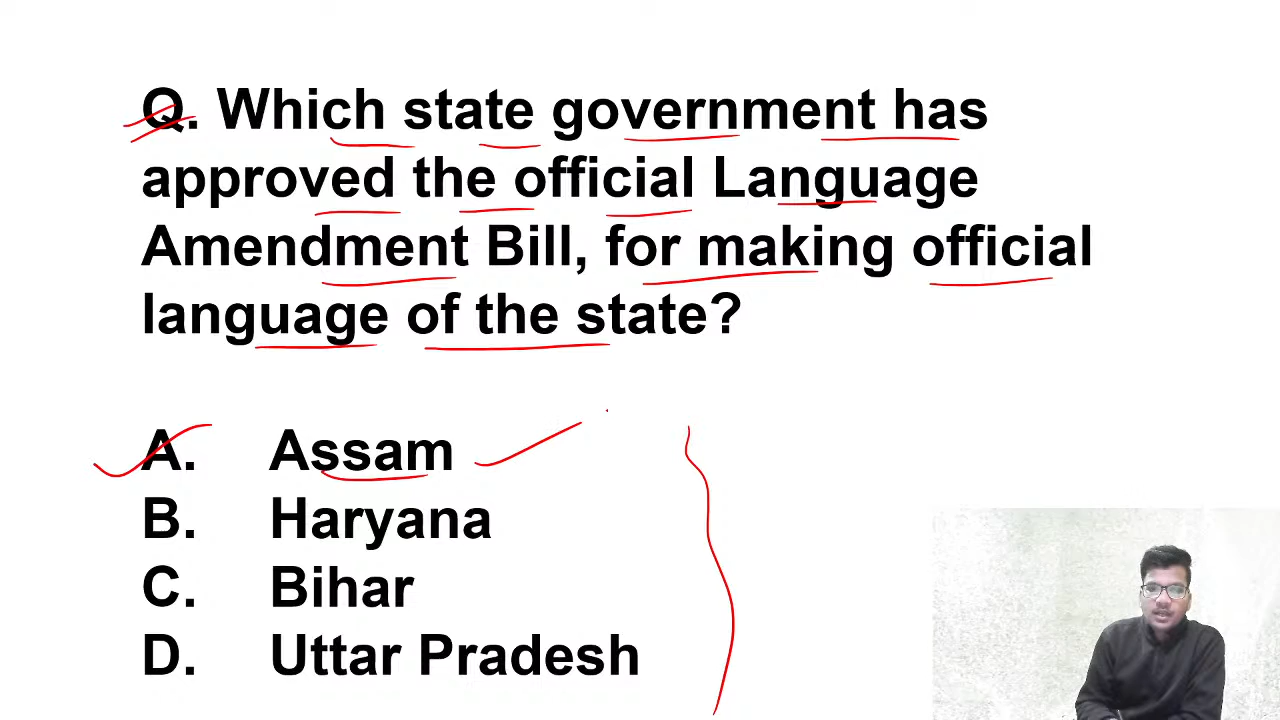 Q. Which state government has
approved the official Language
Amendment Bill, for making official
language of the state?
A. Assam
B. Haryana
C. Bihar
D. Uttar Pradesh